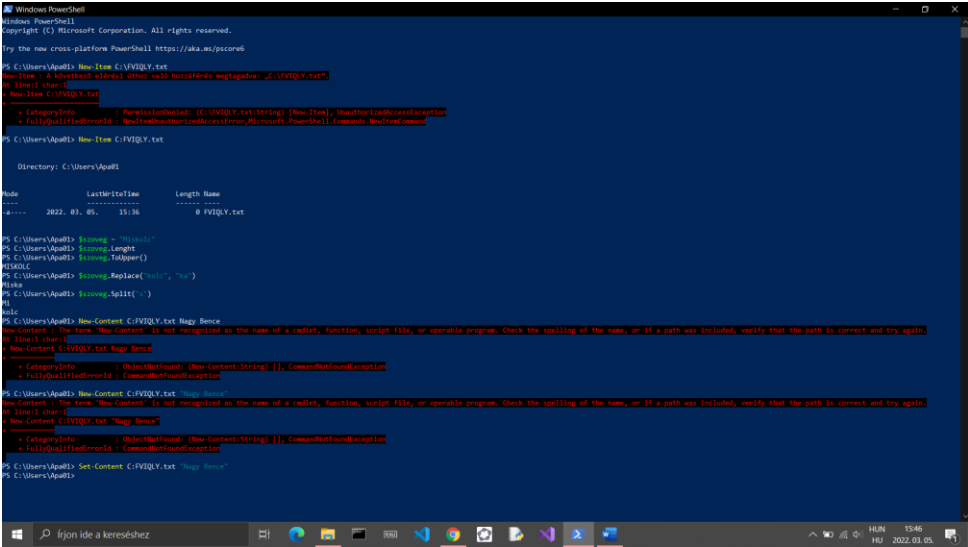 Windows PowerShell
Windows PowerShell
Copyright (C) Microsoft Corporation. All rights reserved.
Try the new cross-platform PowerShell https://aka.ms/pscore6
PS C:\Users\Apa01> New-Item C:\FVIQLY.txt
New-Item : A következő elérési úthoz való hozzáférés megtagadva: „C:\FVIQLY.txt".
At line:1 char:1
+ New-Item C:\FVIQLY.txt
+ ~~~~~~~~~~~~~~~~~~~~~~
+ CategoryInfo : PermissionDenied: (C:\FVIQLY.txt:String) [New-Item], UnauthorizedAccessException
+ FullyQualifiedErrorId : NewItemUnauthorizedAccessError,Microsoft.PowerShell.Commands.NewItemCommand
PS C:\Users\Apa01> New-Item C:FVIQLY.txt
Directory: C:\Users\Apa01
Mode LastWriteTime Length Name
---- ------------- ------ ----
-a---- 2022. 03. 05. 15:36 0 FVIQLY.txt
PS C:\Users\Apa01> $szoveg = "Miskolc"
PS C:\Users\Apa01> $szoveg.Lenght
PS C:\Users\Apa01> $szoveg.ToUpper()
MISKOLC
PS C:\Users\Apa01> $szoveg.Replace("kolc", "ka")
Miska
PS C:\Users\Apa01> $szoveg.Split("s")
Mi
kolc
PS C:\Users\Apa01> New-Content C:FVIQLY.txt Nagy Bence
New-Content : The term 'New-Content' is not recognized as the name of a cmdlet, function, script file, or operable program. Check the spelling of the name, or if a path was included, verify that the path is correct and try again.
At line:1 char:1
+ New-Content C:FVIQLY.txt Nagy Bence
+ ~~~~~~~~~~~
+ CategoryInfo : ObjectNotFound: (New-Content:String) [], CommandNotFoundException
+ FullyQualifiedErrorId : CommandNotFoundException
PS C:\Users\Apa01> New-Content C:FVIQLY.txt "Nagy Bence"
New-Content : The term 'New-Content' is not recognized as the name of a cmdlet, function, script file, or operable program. Check the spelling of the name, or if a path was included, verify that the path is correct and try again.
At line:1 char:1
+ New-Content C:FVIQLY.txt "Nagy Bence"
+ ~~~~~~~~~~~
+ CategoryInfo : ObjectNotFound: (New-Content:String) [], CommandNotFoundException
+ FullyQualifiedErrorId : CommandNotFoundException
PS C:\Users\Apa01> Set-Content C:FVIQLY.txt "Nagy Bence"
PS C:\Users\Apa01>
Írjon ide a kereséshez
HUN 15:46
HU 2022. 03. 05.